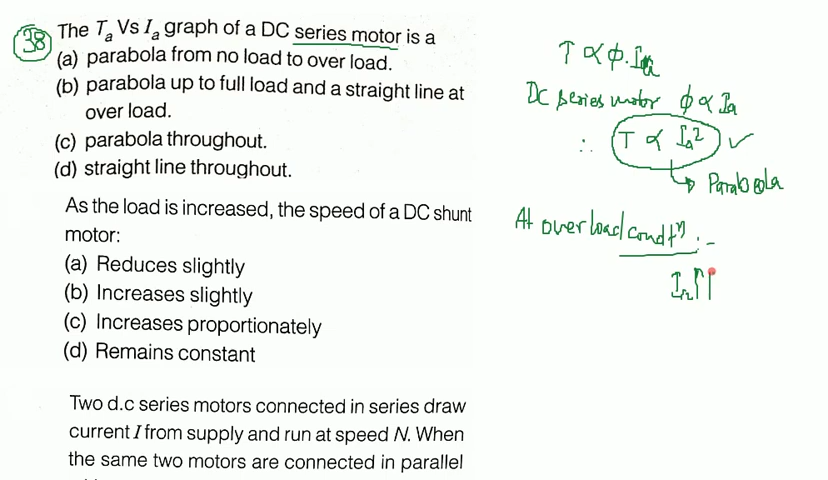 38
The Ta Vs Ia graph of a DC series motor is a
(a) parabola from no load to over load.
(b) parabola up to full load and a straight line at
over load.
(c) parabola throughout.
(d) straight line throughout.
As the load is increased, the speed of a DC shunt
motor:
(a) Reduces slightly
(b) Increases slightly
(c) Increases proportionately
(d) Remains constant
Two d.c series motors connected in series draw
current I from supply and run at speed N. When
the same two motors are connected in parallel
T ∝ φ.Ia
DC series motor φ ∝ Ia
∴ T ∝ Ia² ✓
→ Parabola
At over load condtⁿ :-
Ia↑↑